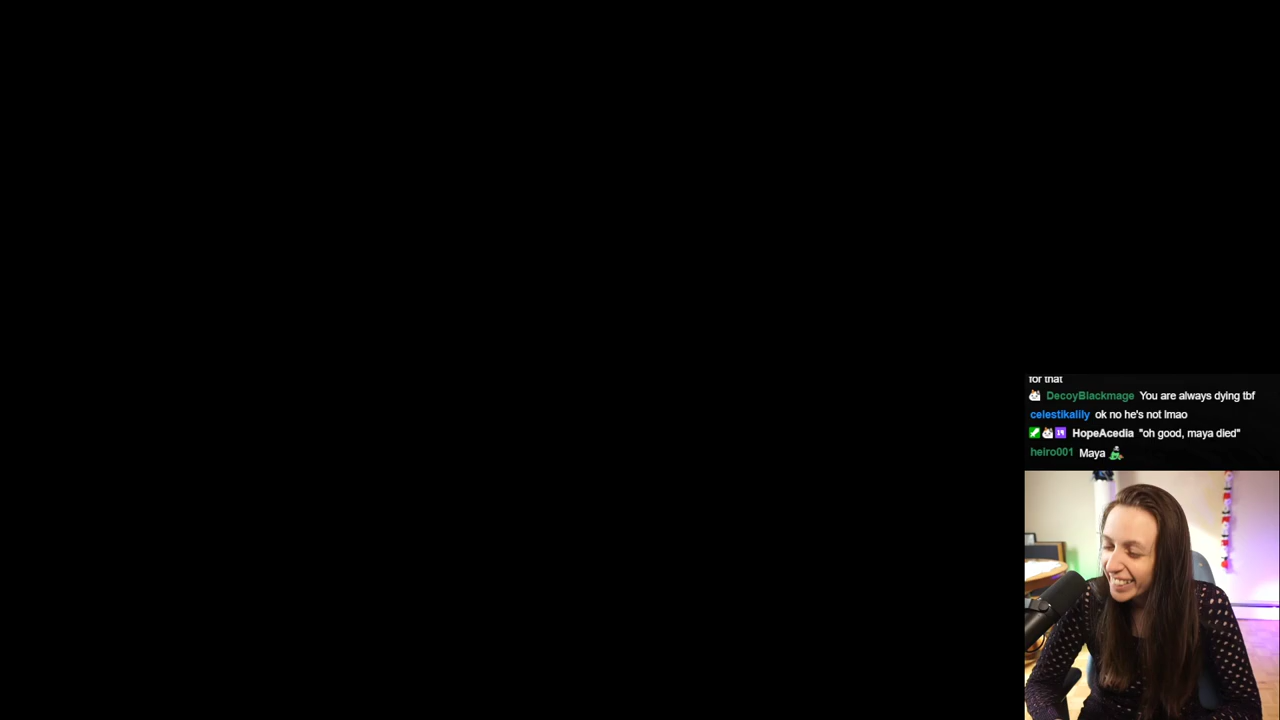 for that
DecoyBlackmage You are always dying tbf
celestikalily ok no he's not lmao
14 HopeAcedia "oh good, maya died"
heiro001 Maya